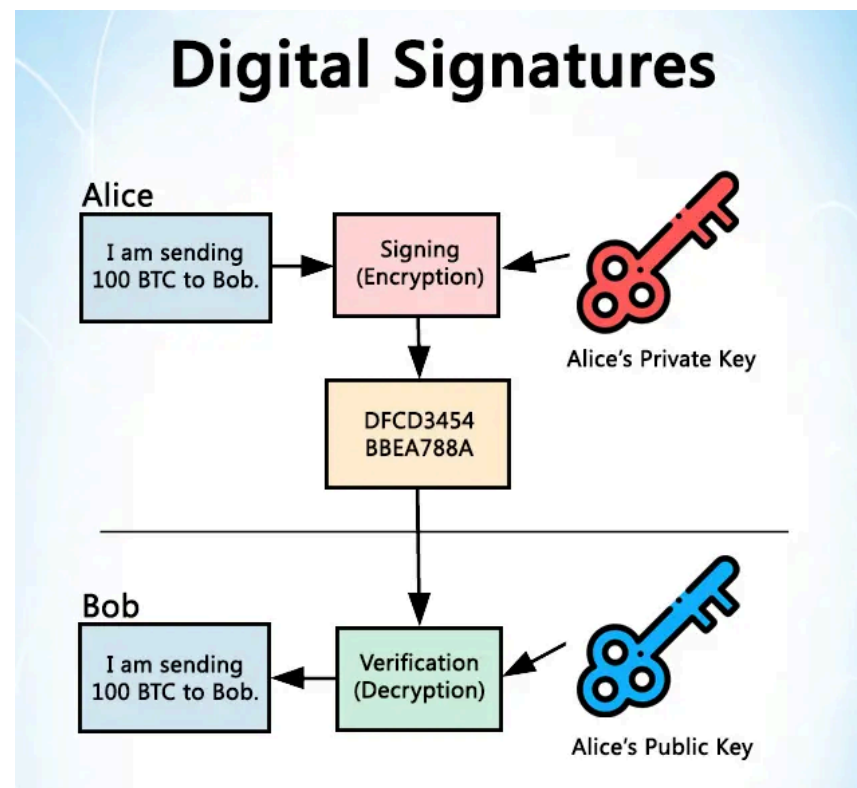 Digital Signatures
Alice
I am sending
100 BTC to Bob.
Signing
(Encryption)
Alice's Private Key
DFCD3454
BBEA788A
Bob
I am sending
100 BTC to Bob.
Verification
(Decryption)
Alice's Public Key